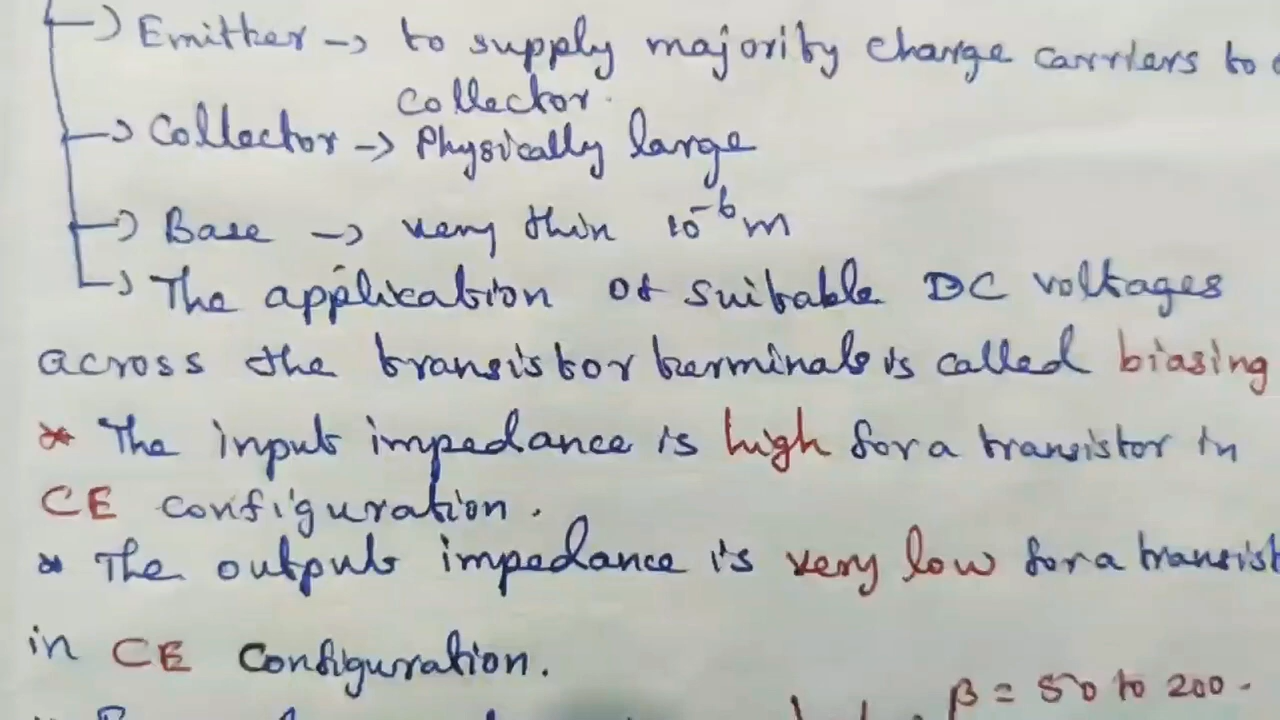 Emitter → to supply majority charge carriers to
collector.
Collector → Physically large
Base → very thin 10⁻⁶m
The application of suitable DC voltages
across the transistor terminals is called biasing
* The input impedance is high for a transistor in
CE configuration.
* The output impedance is very low for a transist
in CE configuration.
β = 50 to 200.